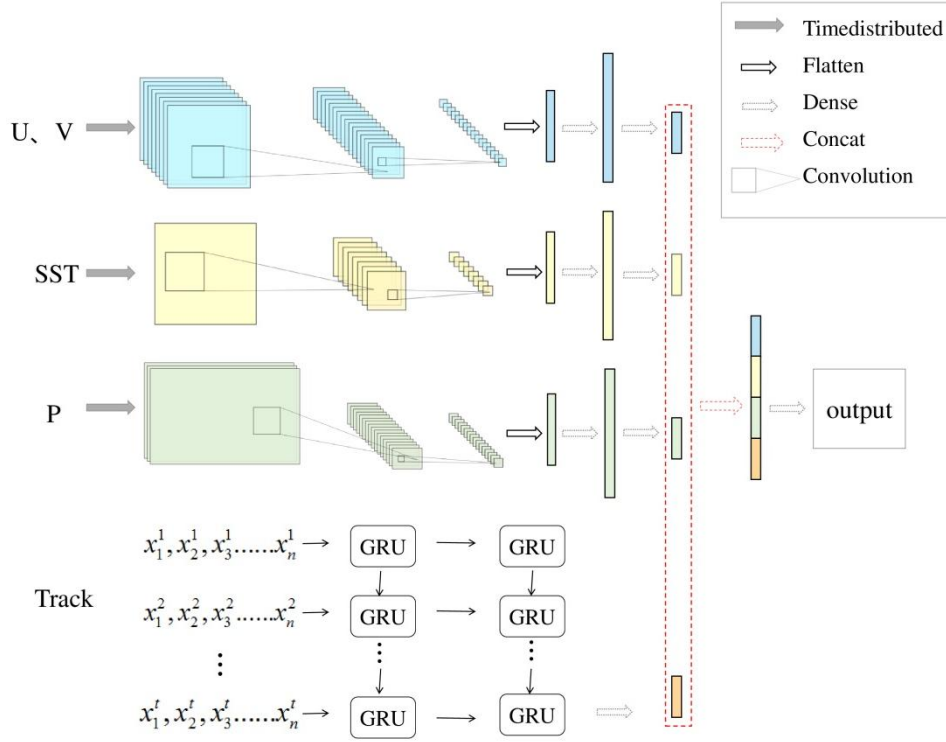 Timedistributed
Flatten
Dense
Concat
Convolution
U、V
SST
P
output
Track
x_1^1, x_2^1, x_3^1......x_n^1
GRU
GRU
x_1^2, x_2^2, x_3^2......x_n^2
GRU
GRU
x_1^t, x_2^t, x_3^t......x_n^t
GRU
GRU